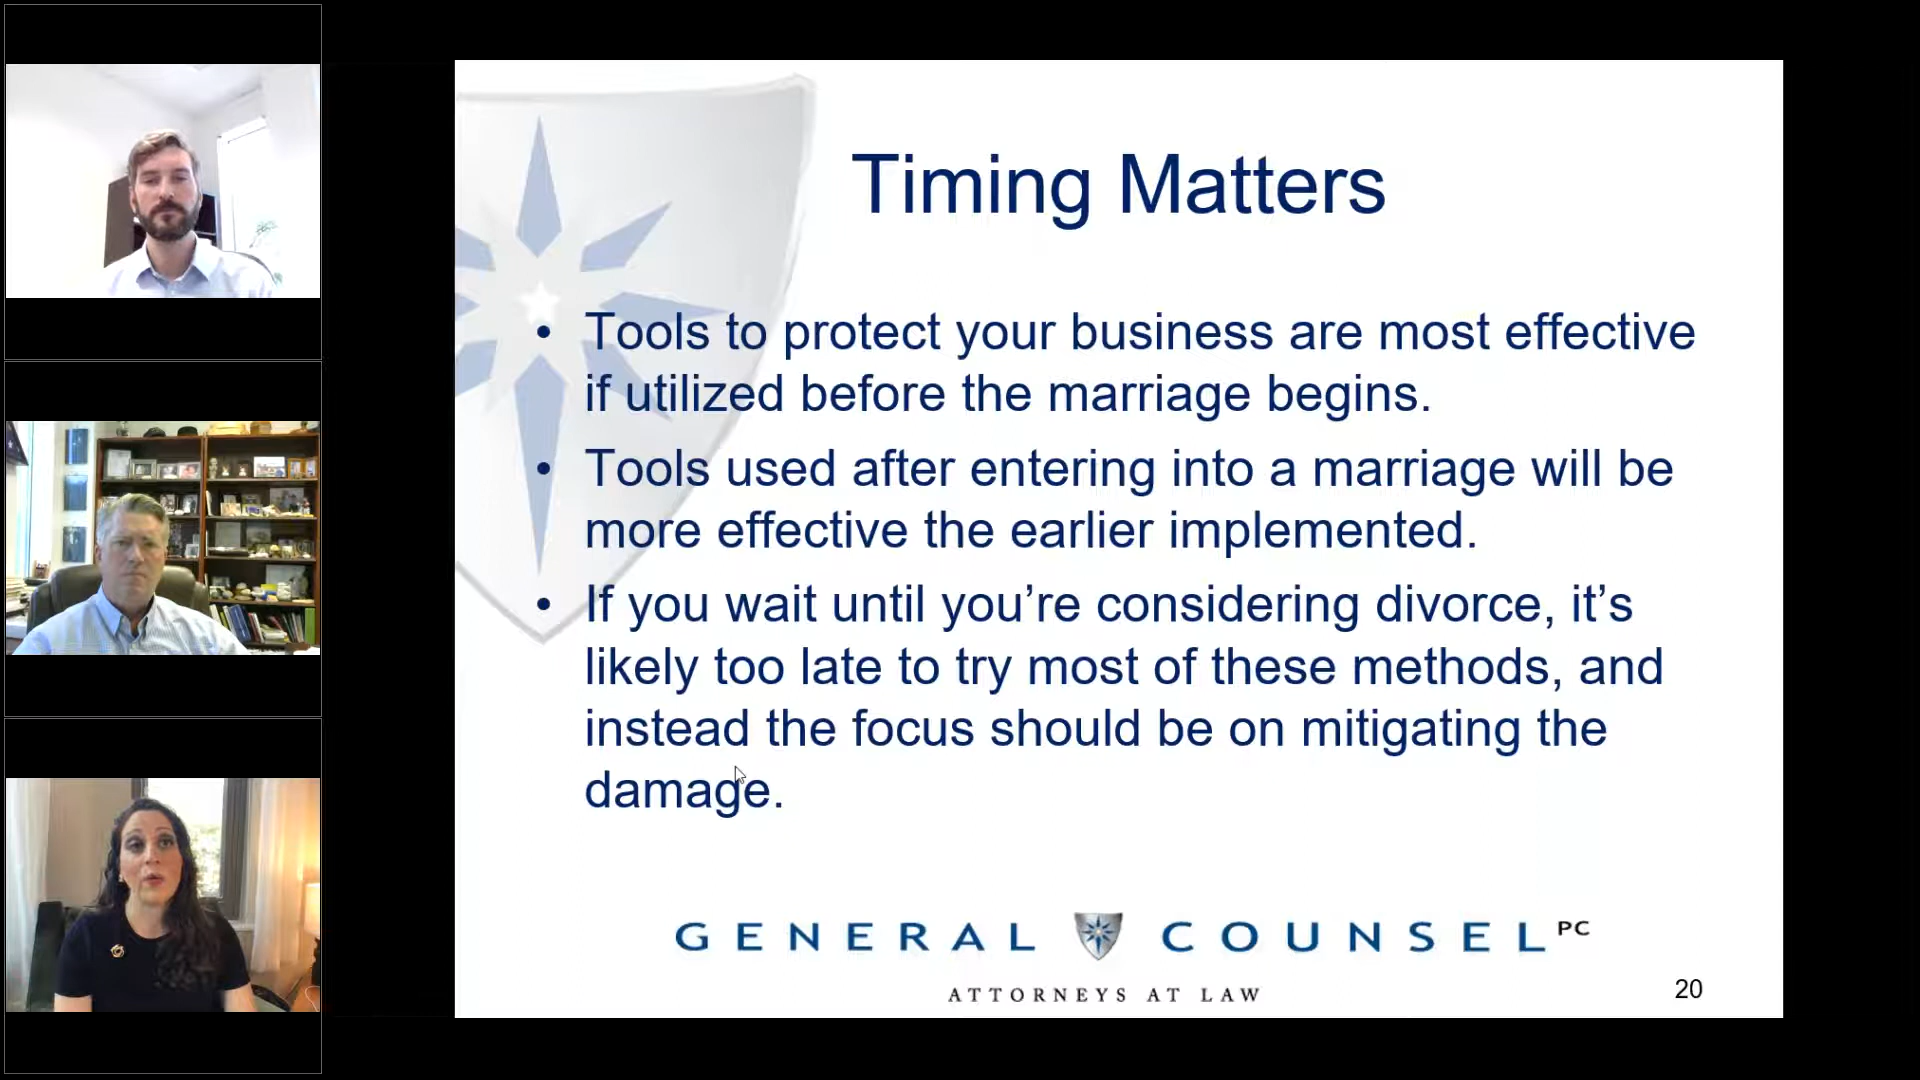 Timing Matters
• Tools to protect your business are most effective
if utilized before the marriage begins.
• Tools used after entering into a marriage will be
more effective the earlier implemented.
• If you wait until you’re considering divorce, it’s
likely too late to try most of these methods, and
instead the focus should be on mitigating the
damage.
GENERAL COUNSEL PC
ATTORNEYS AT LAW
20